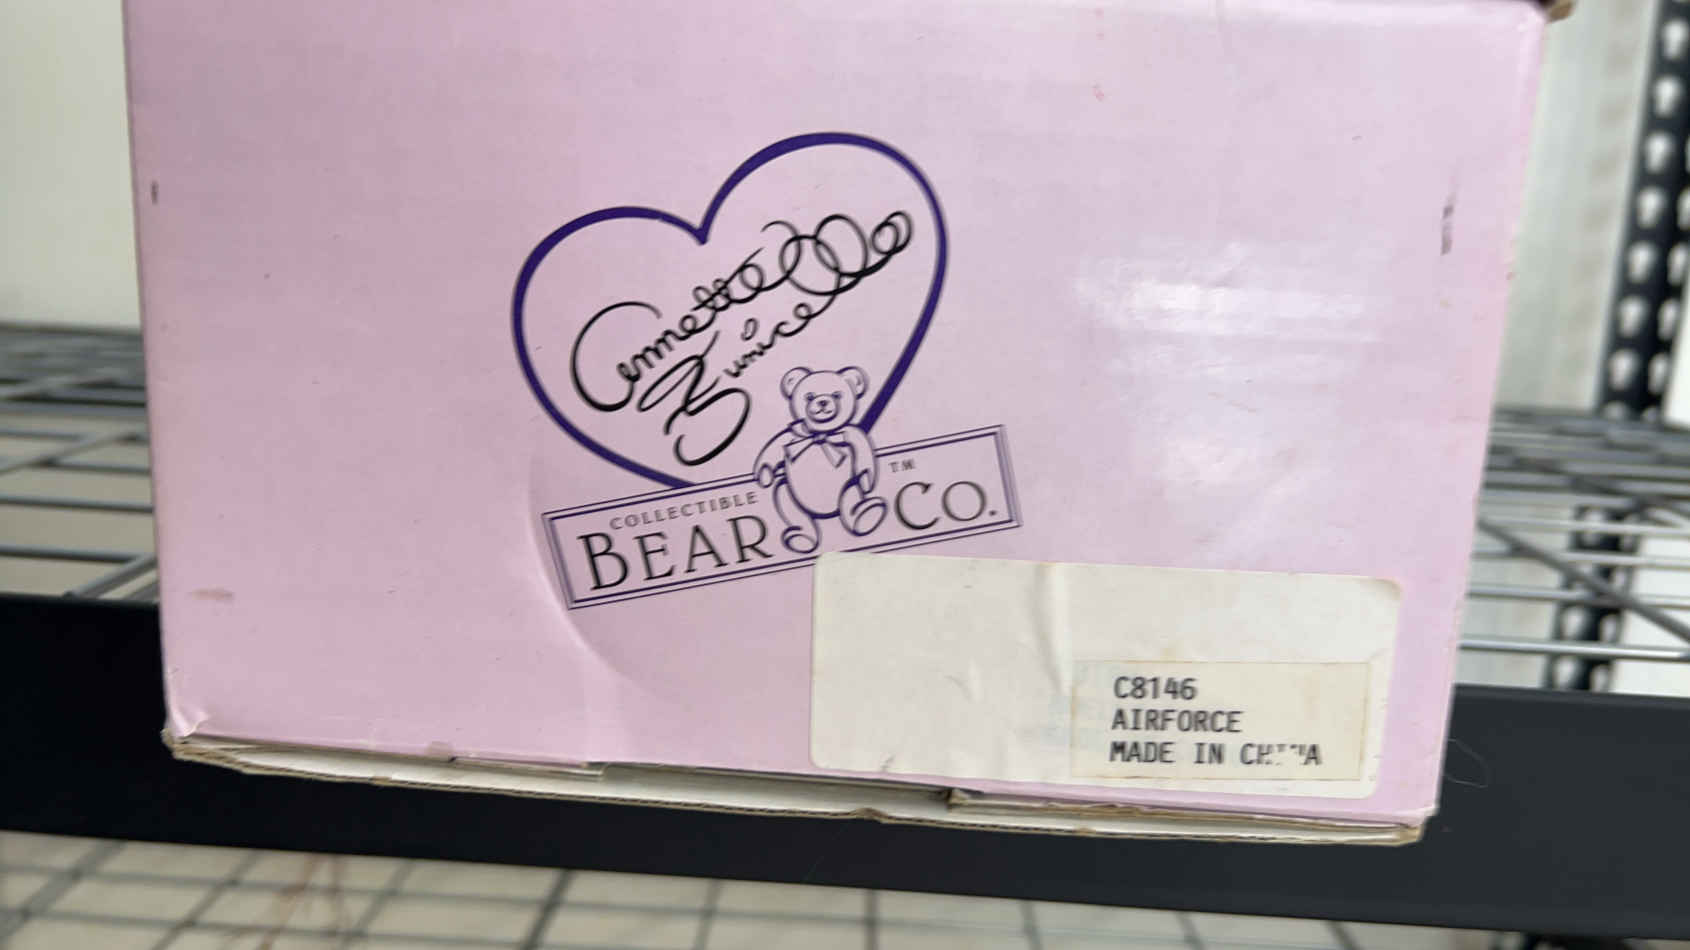 Annette
Funicello
COLLECTIBLE
BEAR CO.™
C8146
AIRFORCE
MADE IN CHINA